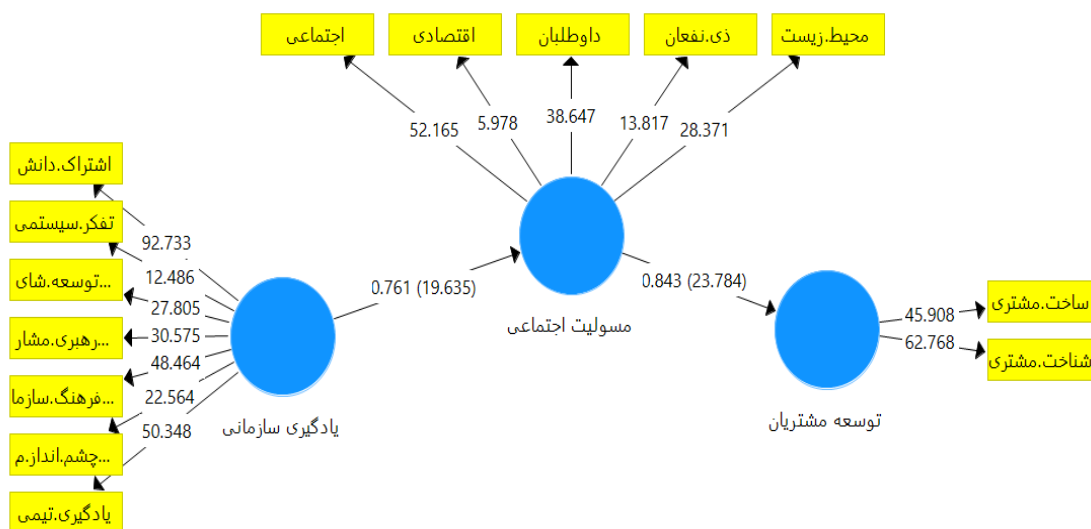 اجتماعی
اقتصادی
داوطلبان
ذی.نفعان
محیط.زیست
52.165
5.978
38.647
13.817
28.371
اشتراک.دانش
تفکر.سیستمی
توسعه.شای...
رهبری.مشار...
فرهنگ.سازما...
چشم.انداز.م...
یادگیری.تیمی
92.733
12.486
27.805
30.575
48.464
22.564
50.348
یادگیری سازمانی
0.761 (19.635)
مسولیت اجتماعی
0.843 (23.784)
توسعه مشتریان
45.908
62.768
ساخت.مشتری
شناخت.مشتری